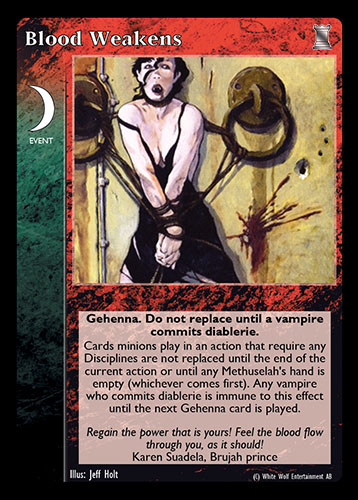 Blood Weakens
EVENT
Gehenna. Do not replace until a vampire
commits diablerie.
Cards minions play in an action that require any
Disciplines are not replaced until the end of the
current action or until any Methuselah's hand is
empty (whichever comes first). Any vampire
who commits diablerie is immune to this effect
until the next Gehenna card is played.
Regina the power that is yours! Feel the blood flow
through you, as it should!
Karen Suadela, Brujah prince
Illus: Jeff Holt
(C) White Wolf Entertainment AB